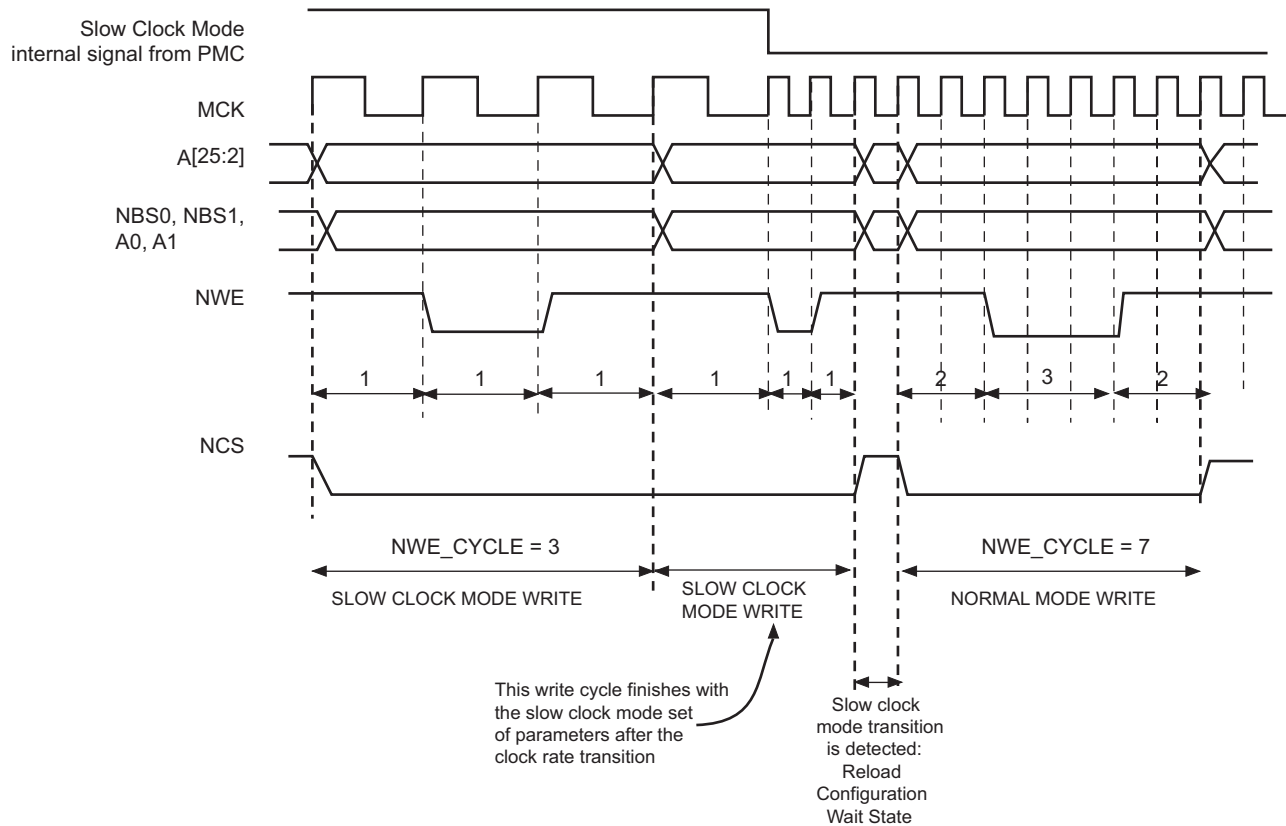 Slow Clock Mode
internal signal from PMC
MCK
A[25:2]
NBS0, NBS1,
A0, A1
NWE
1 1 1 1 1 1 2 3 2
NCS
NWE_CYCLE = 3
NWE_CYCLE = 7
SLOW CLOCK MODE WRITE
SLOW CLOCK
MODE WRITE
NORMAL MODE WRITE
This write cycle finishes with
the slow clock mode set
of parameters after the
clock rate transition
Slow clock
mode transition
is detected:
Reload
Configuration
Wait State